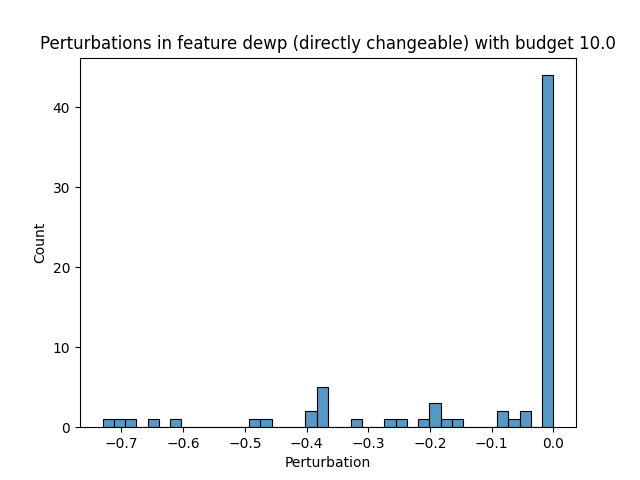 Perturbations in feature dewp (directly changeable) with budget 10.0
40
30
20
10
0
Count
−0.7 −0.6 −0.5 −0.4 −0.3 −0.2 −0.1 0.0
Perturbation